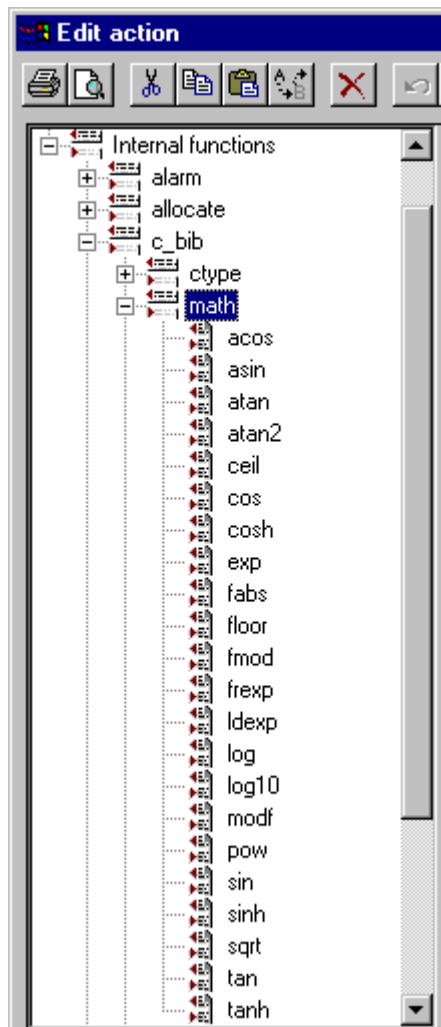 Edit action
Internal functions
alarm
allocate
c_bib
ctype
math
acos
asin
atan
atan2
ceil
cos
cosh
exp
fabs
floor
fmod
frexp
ldexp
log
log10
modf
pow
sin
sinh
sqrt
tan
tanh